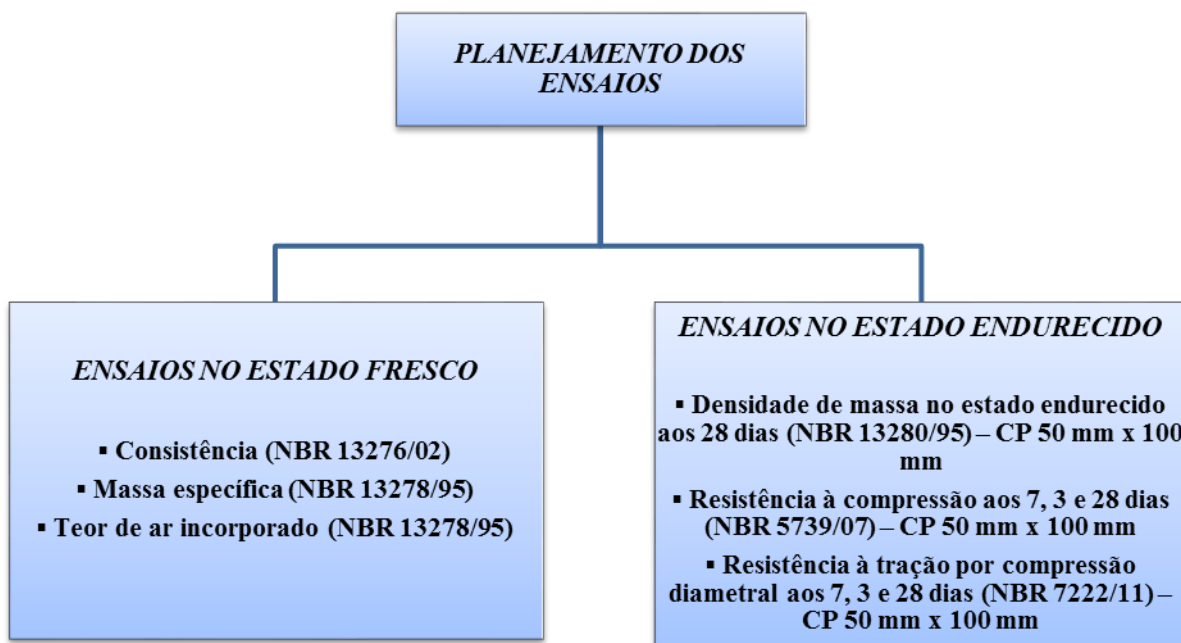 PLANEJAMENTO DOS
ENSAIOS
ENSAIOS NO ESTADO FRESCO
▪ Consistência (NBR 13276/02)
▪ Massa específica (NBR 13278/95)
▪ Teor de ar incorporado (NBR 13278/95)
ENSAIOS NO ESTADO ENDURECIDO
▪ Densidade de massa no estado endurecido
aos 28 dias (NBR 13280/95) – CP 50 mm x 100
mm
▪ Resistência à compressão aos 7, 3 e 28 dias
(NBR 5739/07) – CP 50 mm x 100 mm
▪ Resistência à tração por compressão
diametral aos 7, 3 e 28 dias (NBR 7222/11) –
CP 50 mm x 100 mm